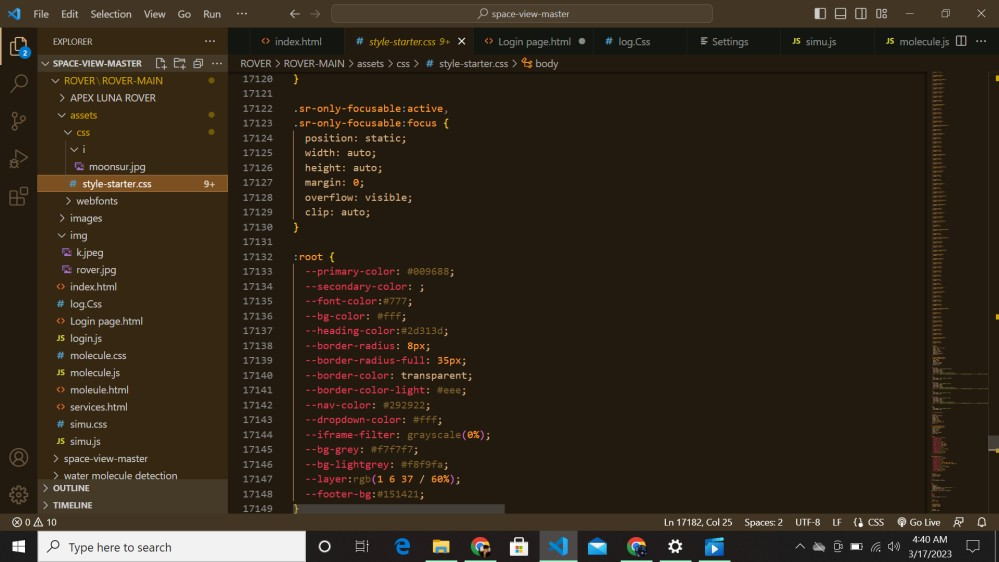 File Edit Selection View Go Run ··· space-view-master
EXPLORER ···
index.html style-starter.css 9+ Login page.html log.Css Settings simu.js molecule.js
SPACE-VIEW-MASTER
ROVER > ROVER-MAIN > assets > css > # style-starter.css > body
2
ROVER \ ROVER-MAIN
APEX LUNA ROVER
assets
css
i
moonsur.jpg
style-starter.css 9+
webfonts
images
img
k.jpeg
rover.jpg
index.html
log.Css
Login page.html
login.js
molecule.css
molecule.js
moleule.html
services.html
simu.css
simu.js
space-view-master
water molecule detection
OUTLINE
TIMELINE
17120 }
17121
17122 .sr-only-focusable:active,
17123 .sr-only-focusable:focus {
17124 position: static;
17125 width: auto;
17126 height: auto;
17127 margin: 0;
17128 overflow: visible;
17129 clip: auto;
17130 }
17131
17132 :root {
17133 --primary-color: #009688;
17134 --secondary-color: ;
17135 --font-color:#777;
17136 --bg-color: #fff;
17137 --heading-color:#2d313d;
17138 --border-radius: 8px;
17139 --border-radius-full: 35px;
17140 --border-color: transparent;
17141 --border-color-light: #eee;
17142 --nav-color: #292922;
17143 --dropdown-color: #fff;
17144 --iframe-filter: grayscale(0%);
17145 --bg-grey: #f7f7f7;
17146 --bg-lightgrey: #f8f9fa;
17147 --layer:rgb(1 6 37 / 60%);
17148 --footer-bg:#151421;
17149 }
0 10 Ln 17182, Col 25 Spaces: 2 UTF-8 LF CSS Go Live
Type here to search
4:40 AM
3/17/2023